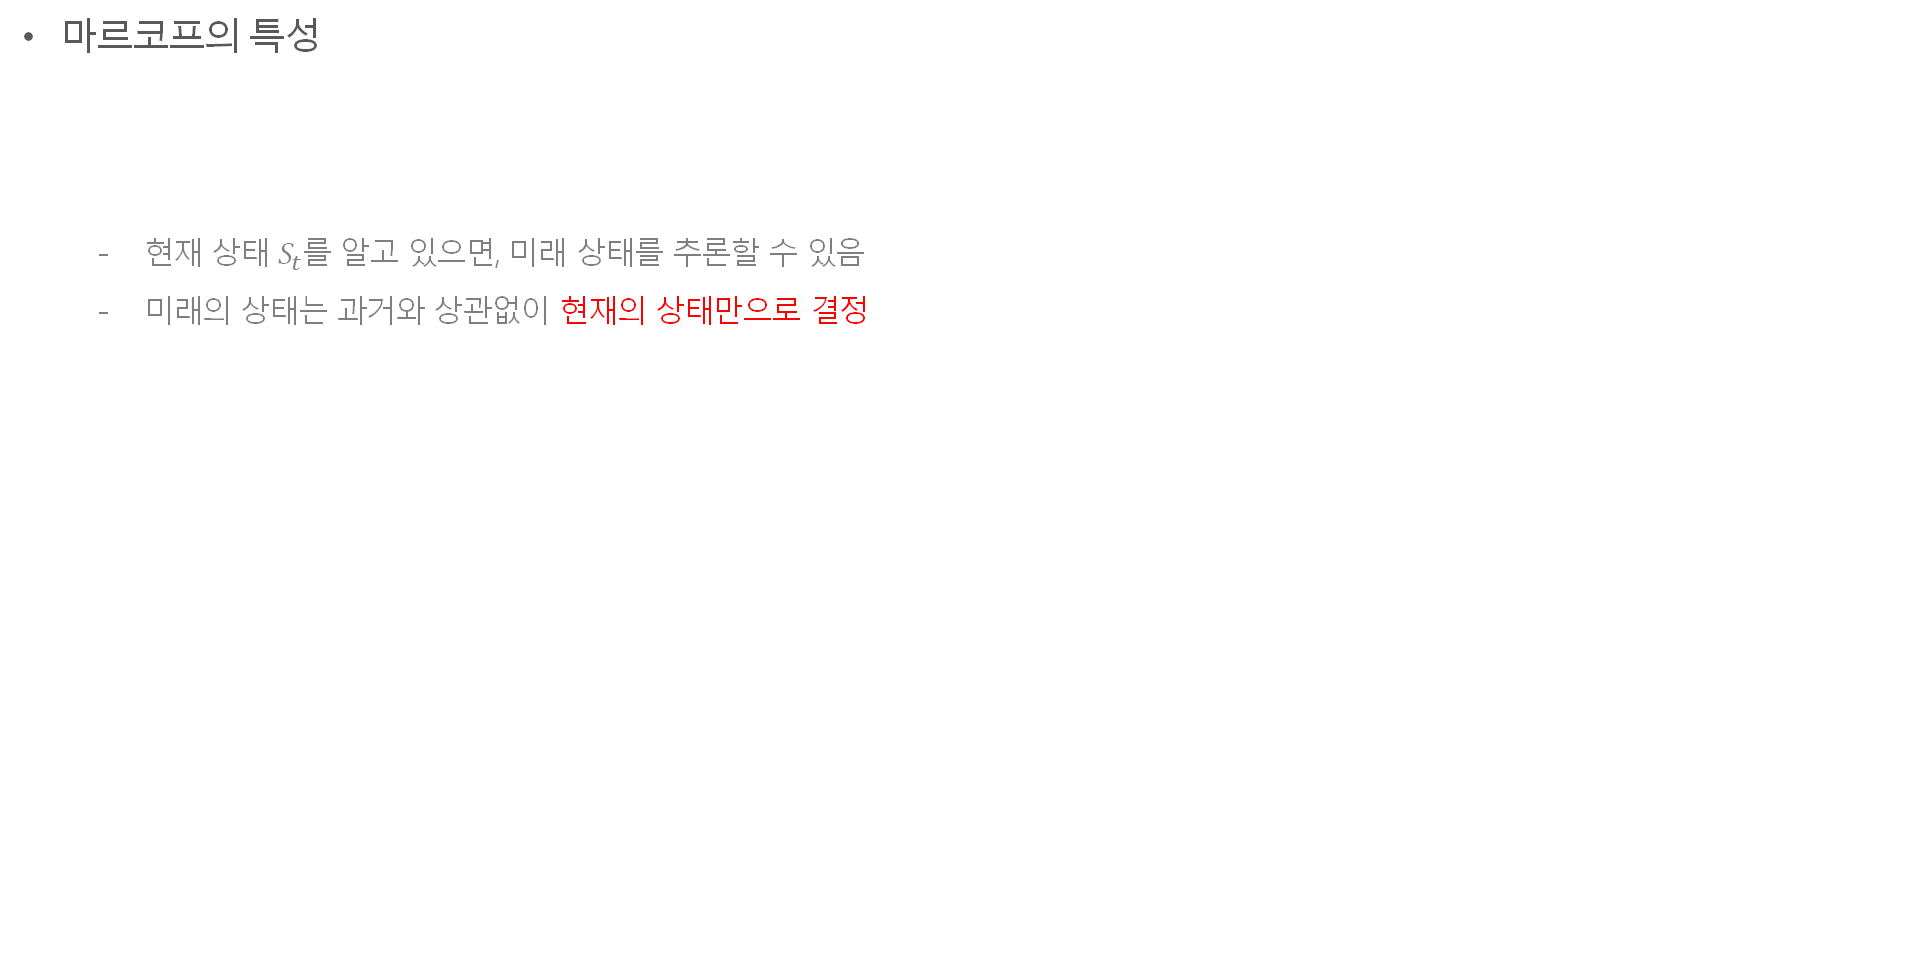 • 마르코프의 특성
- 현재 상태 Sₜ를 알고 있으면, 미래 상태를 추론할 수 있음
- 미래의 상태는 과거와 상관없이 현재의 상태만으로 결정